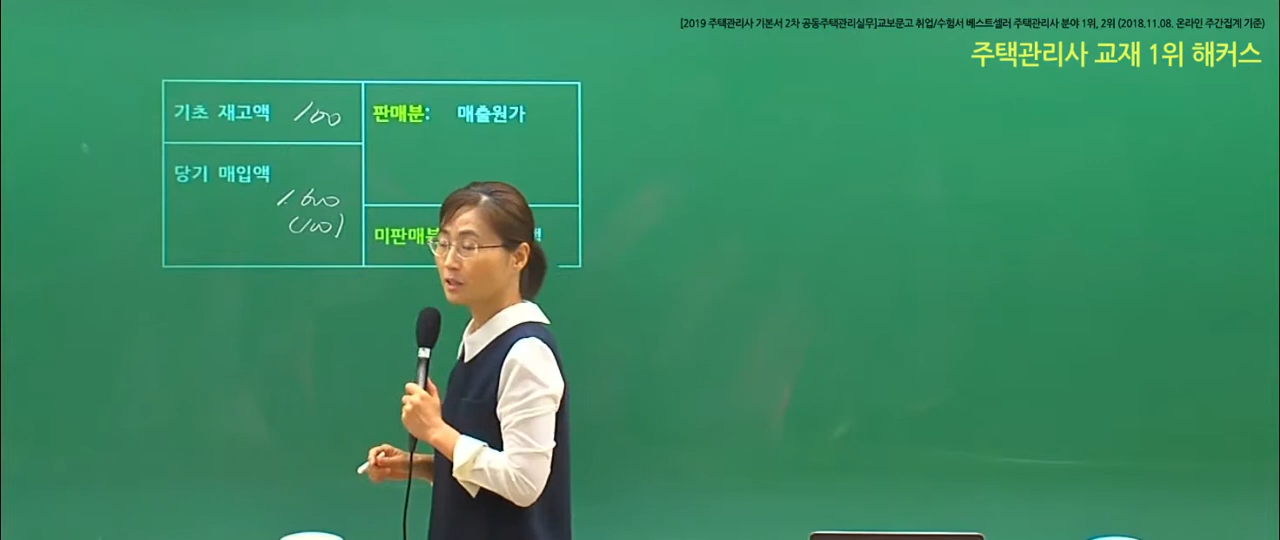 [2019 주택관리사 기본서 2차 공동주택관리실무]교보문고 취업/수험서 베스트셀러 주택관리사 분야 1위, 2위 (2018.11.08. 온라인 주간집계 기준)
주택관리사 교재 1위 해커스
기초 재고액 100
판매분: 매출원가
당기 매입액
1,600
(100)
미판매분